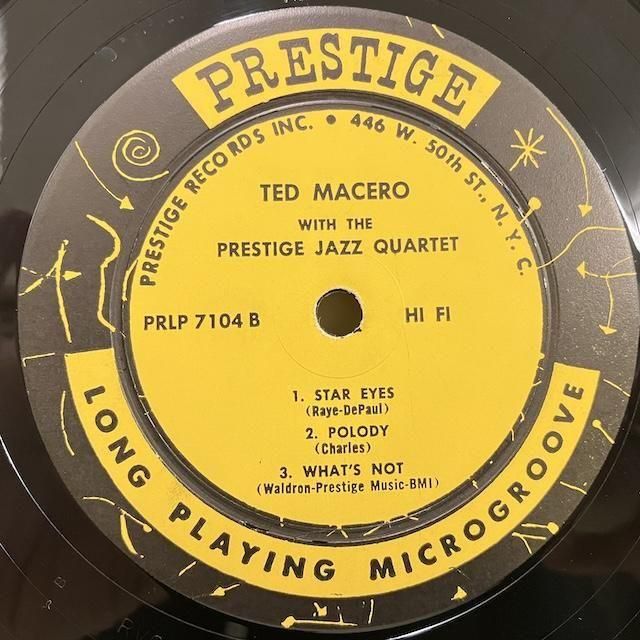 PRESTIGE
PRESTIGE RECORDS INC. • 446 W. 50th ST., N.Y.C.
TED MACERO
WITH THE
PRESTIGE JAZZ QUARTET
PRLP 7104 B HI FI
1. STAR EYES
(Raye-DePaul)
2. POLODY
(Charles)
3. WHAT'S NOT
(Waldron-Prestige Music-BMI)
LONG PLAYING MICROGROOVE